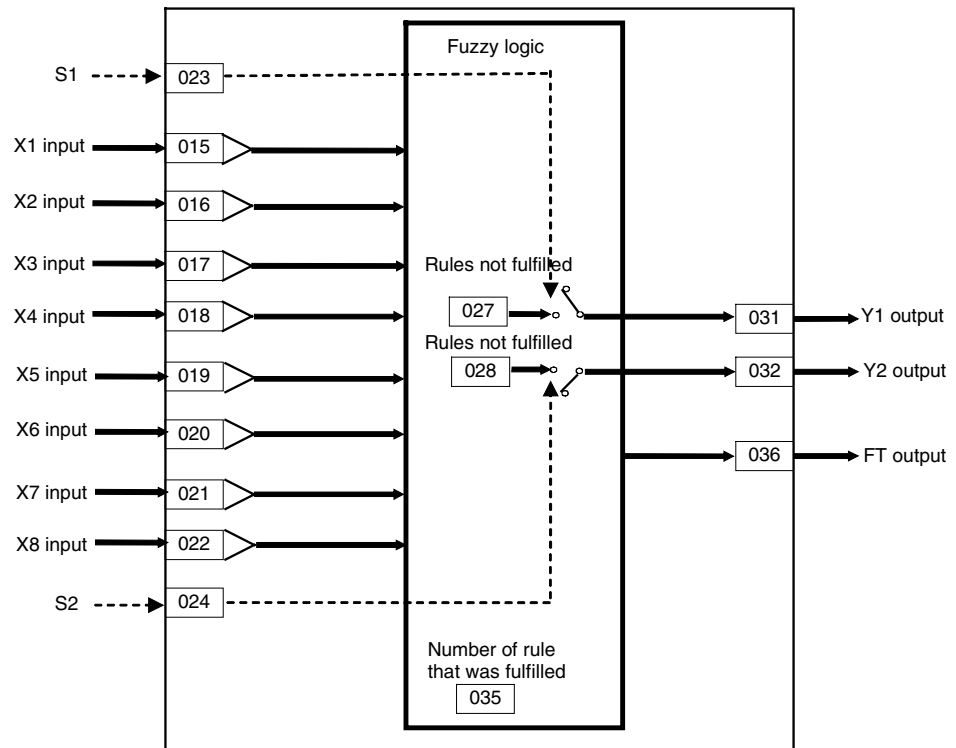 Fuzzy logic
S1
023
X1 input
015
X2 input
016
X3 input
017
Rules not fulfilled
X4 input
018
027
031
Y1 output
Rules not fulfilled
X5 input
019
028
032
Y2 output
X6 input
020
036
FT output
X7 input
021
X8 input
022
S2
024
Number of rule
that was fulfilled
035